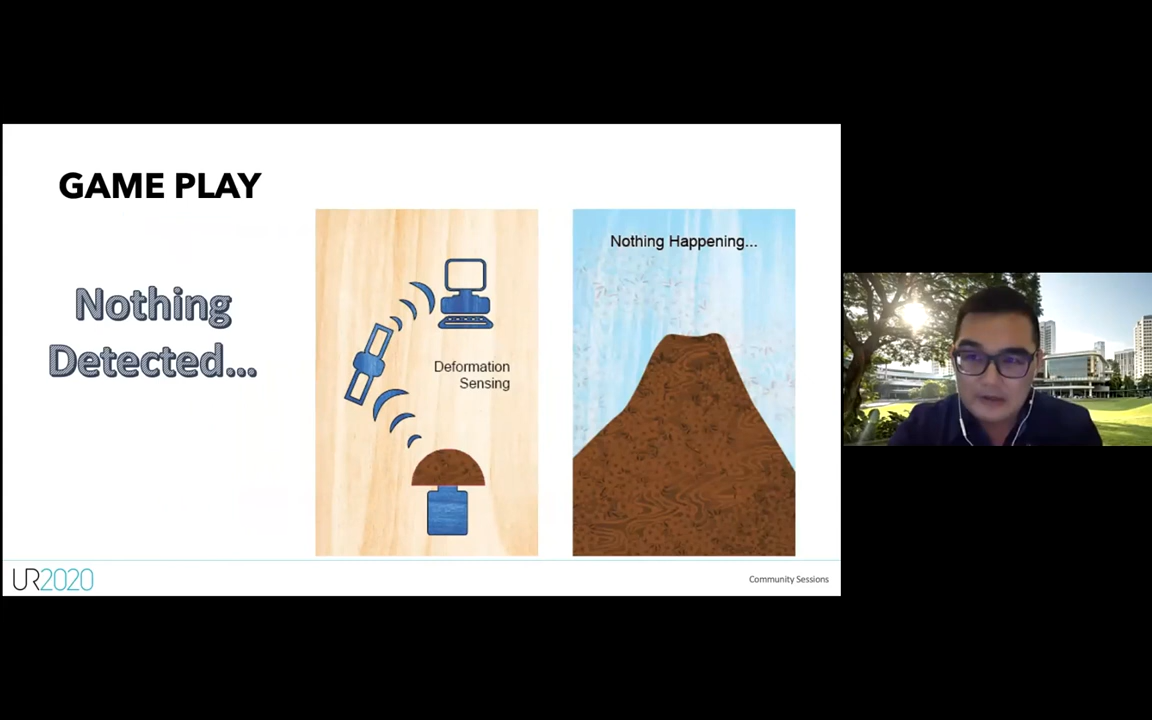 GAME PLAY
Nothing
Detected...
Deformation
Sensing
Nothing Happening...
UR2020
Community Sessions